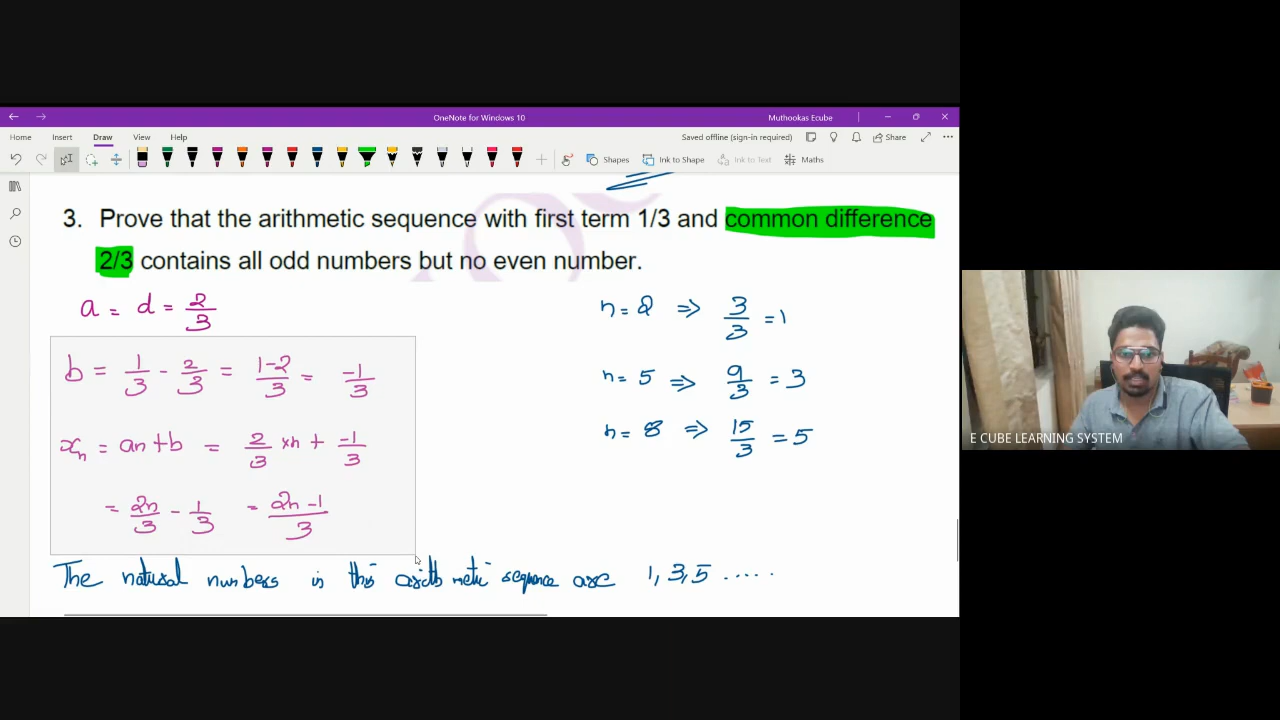 OneNote for Windows 10
Muthookas Ecube
Home Insert Draw View Help
Saved offline (sign-in required)
Share
Shapes
Ink to Shape
Ink to Text
Maths
3. Prove that the arithmetic sequence with first term 1/3 and common difference
2/3 contains all odd numbers but no even number.
a = d = 2/3
b = 1/3 - 2/3 = 1-2/3 = -1/3
xn = an+b = 2/3 ×n + -1/3
= 2n/3 - 1/3 = 2n-1/3
n = 2 ⇒ 3/3 = 1
n = 5 ⇒ 9/3 = 3
n = 8 ⇒ 15/3 = 5
The natural numbers in this arithmetic sequence are 1, 3, 5 .....
E CUBE LEARNING SYSTEM